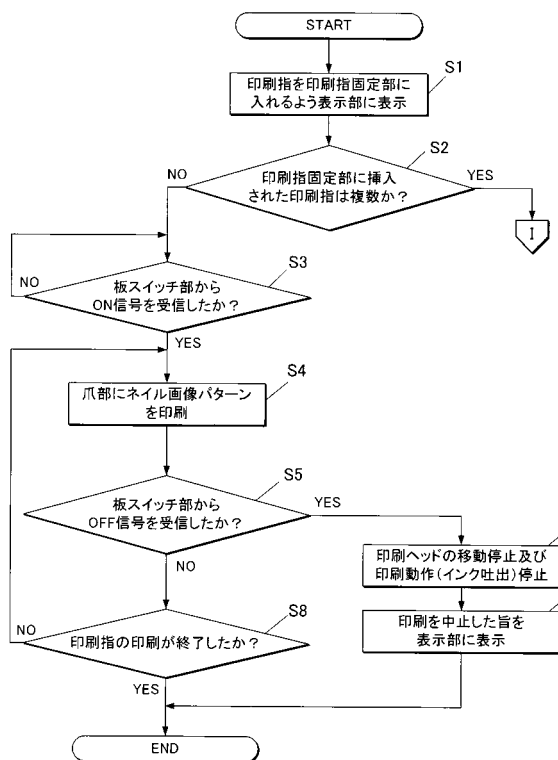 START
S1
印刷指を印刷指固定部に
入れるよう表示部に表示
S2
NO
印刷指固定部に挿入
された印刷指は複数か？
YES
I
S3
NO
板スイッチ部から
ON信号を受信したか？
YES
S4
爪部にネイル画像パターン
を印刷
S5
板スイッチ部から
OFF信号を受信したか？
YES
NO
印刷ヘッドの移動停止及び
印刷動作(インク吐出)停止
印刷を中止した旨を
表示部に表示
S8
NO
印刷指の印刷が終了したか？
YES
END